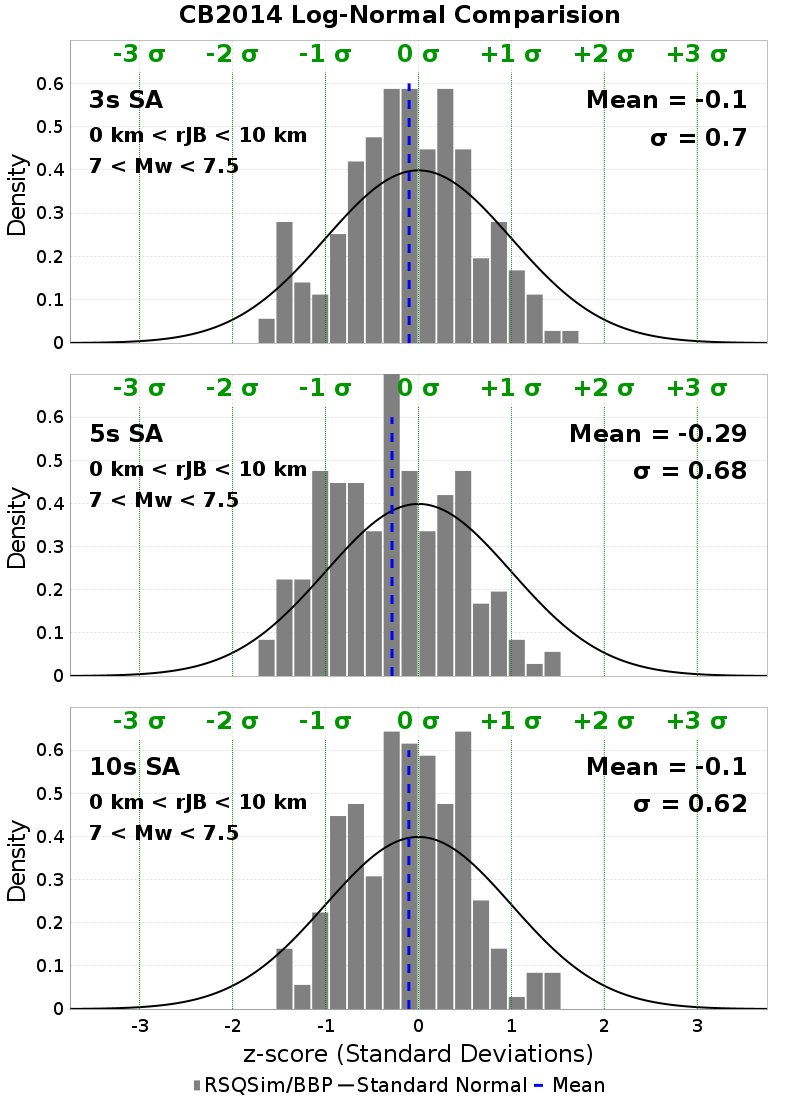 CB2014 Log-Normal Comparision
-3 σ -2 σ -1 σ 0 σ +1 σ +2 σ +3 σ
0.6
3s SA Mean = -0.1
0.5
0 km < rJB < 10 km σ = 0.7
7 < Mw < 7.5
0.4
Density
0.3
0.2
0.1
0
-3 σ -2 σ -1 σ 0 σ +1 σ +2 σ +3 σ
0.6
5s SA Mean = -0.29
0.5
0 km < rJB < 10 km σ = 0.68
7 < Mw < 7.5
0.4
Density
0.3
0.2
0.1
0
-3 σ -2 σ -1 σ 0 σ +1 σ +2 σ +3 σ
0.6
10s SA Mean = -0.1
0.5
0 km < rJB < 10 km σ = 0.62
7 < Mw < 7.5
0.4
Density
0.3
0.2
0.1
0
-3 -2 -1 0 1 2 3
z-score (Standard Deviations)
RSQSim/BBP Standard Normal Mean